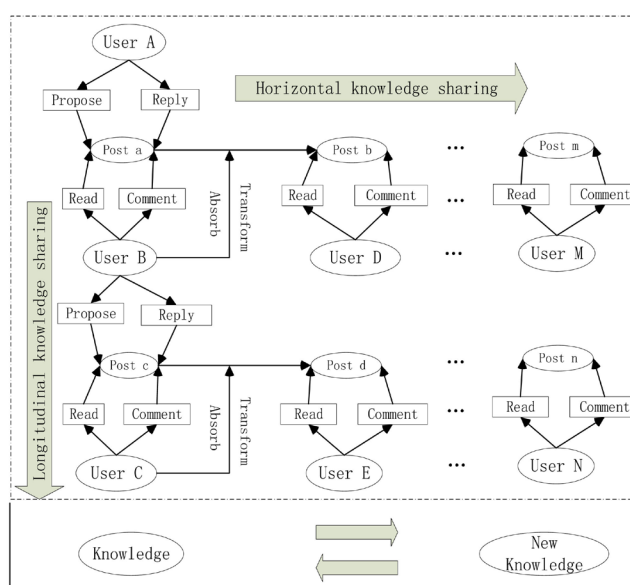 User A
Horizontal knowledge sharing
Propose
Reply
Post a
Post b
...
Post m
Read
Comment
Absorb
Transform
Read
Comment
...
Read
Comment
User B
User D
...
User M
Longitudinal knowledge sharing
Propose
Reply
Post c
Post d
...
Post n
Read
Comment
Absorb
Transform
Read
Comment
...
Read
Comment
User C
User E
...
User N
Knowledge
New
Knowledge